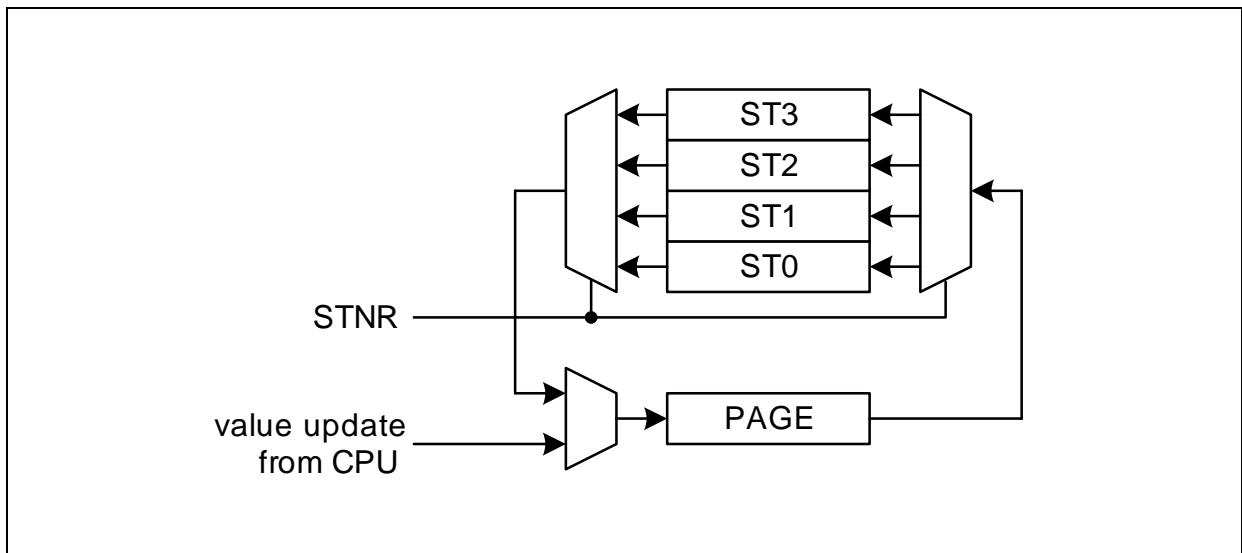 ST3
ST2
ST1
ST0
STNR
PAGE
value update
from CPU